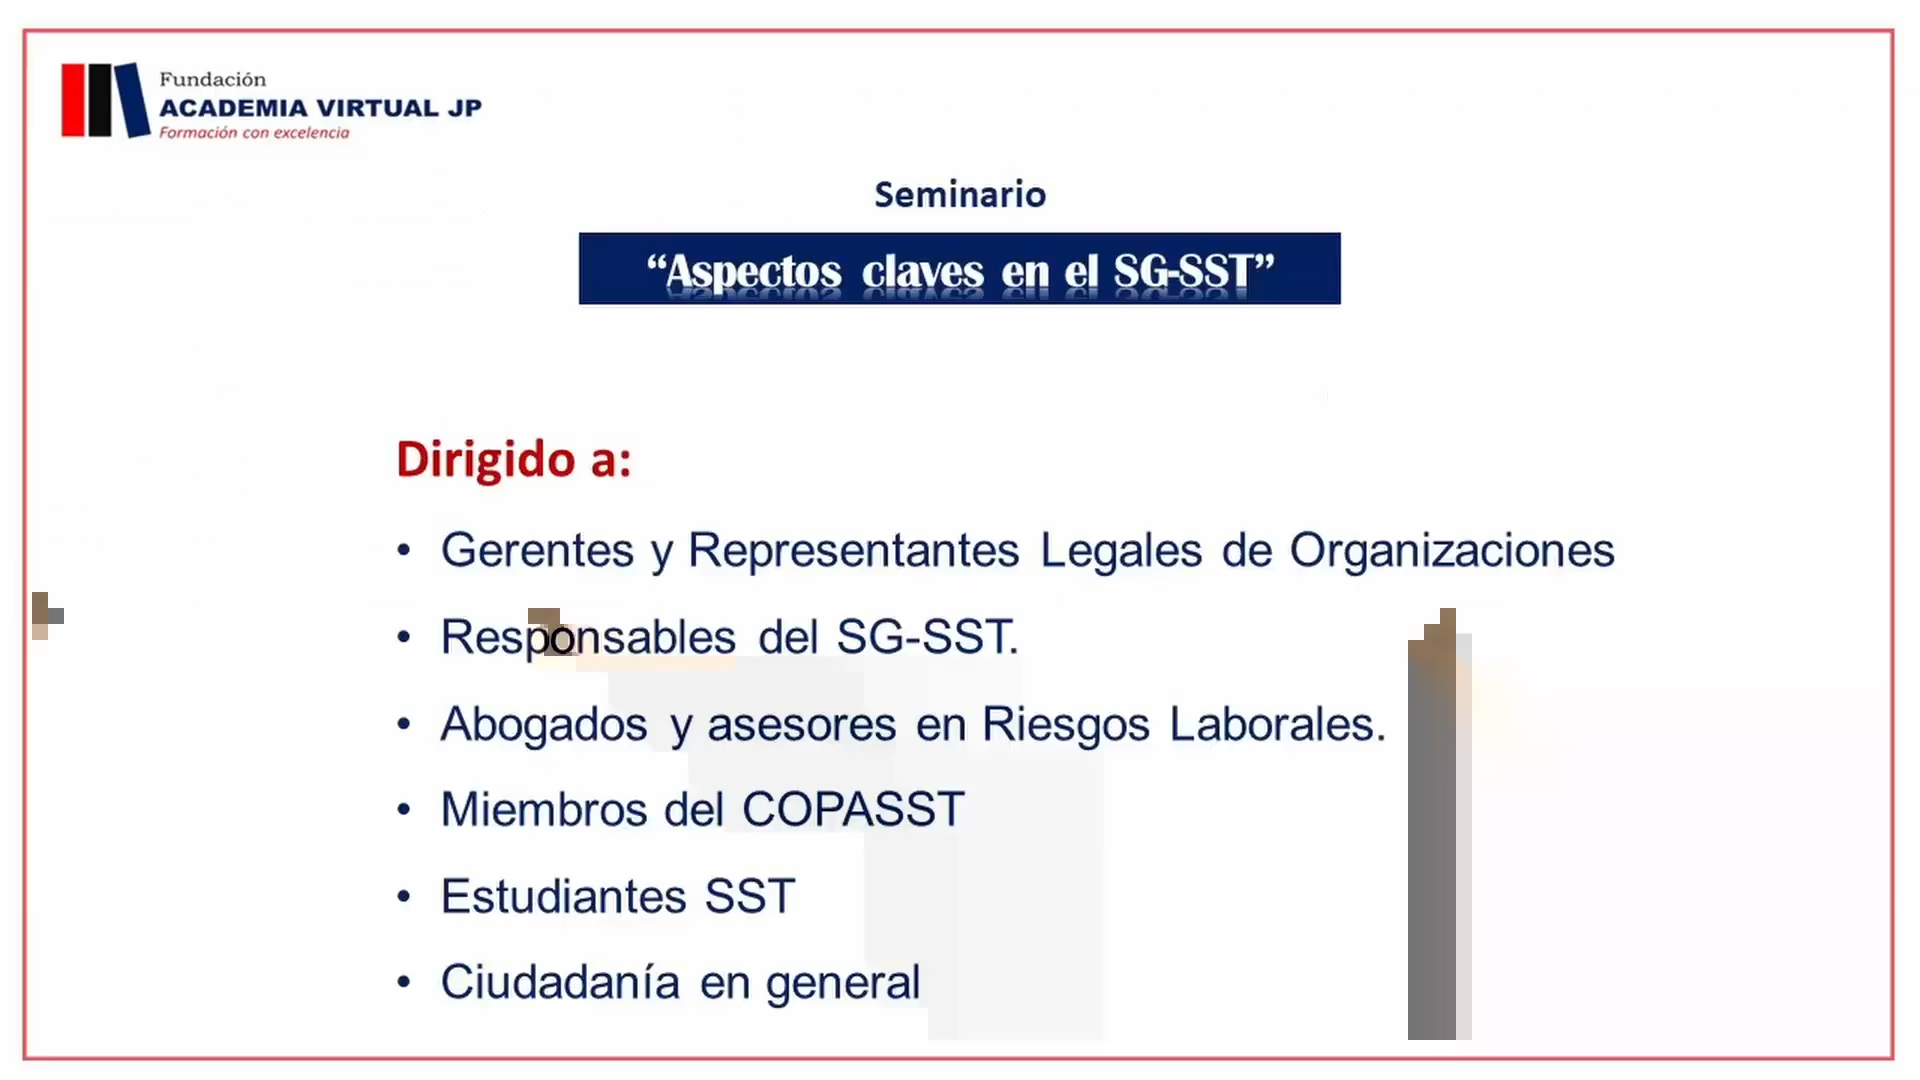 Fundación
ACADEMIA VIRTUAL JP
Formación con excelencia
Seminario
“Aspectos claves en el SG-SST”
Dirigido a:
• Gerentes y Representantes Legales de Organizaciones
• Responsables del SG-SST.
• Abogados y asesores en Riesgos Laborales.
• Miembros del COPASST
• Estudiantes SST
• Ciudadanía en general